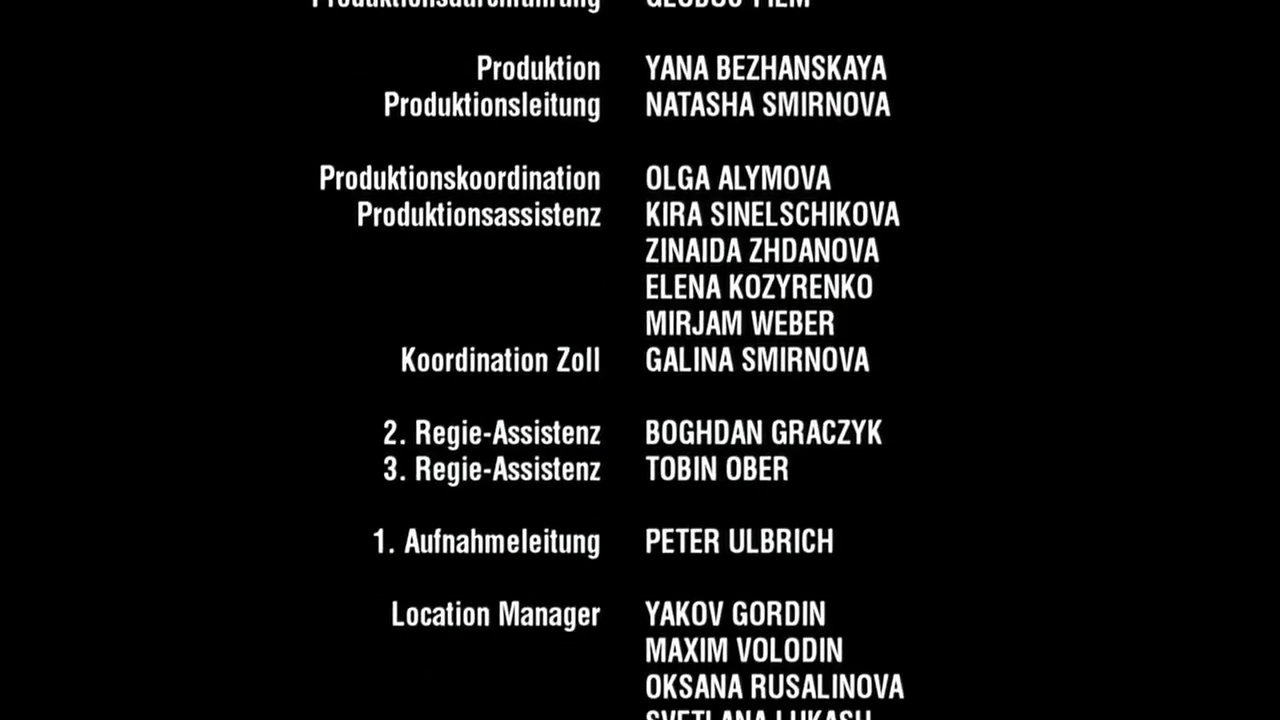 Produktionsdurchführung GLOBUS FILM
Produktion YANA BEZHANSKAYA
Produktionsleitung NATASHA SMIRNOVA
Produktionskoordination OLGA ALYMOVA
Produktionsassistenz KIRA SINELSCHIKOVA
ZINAIDA ZHDANOVA
ELENA KOZYRENKO
MIRJAM WEBER
Koordination Zoll GALINA SMIRNOVA
2. Regie-Assistenz BOGHDAN GRACZYK
3. Regie-Assistenz TOBIN OBER
1. Aufnahmeleitung PETER ULBRICH
Location Manager YAKOV GORDIN
MAXIM VOLODIN
OKSANA RUSALINOVA
SVETLANA LUKASH